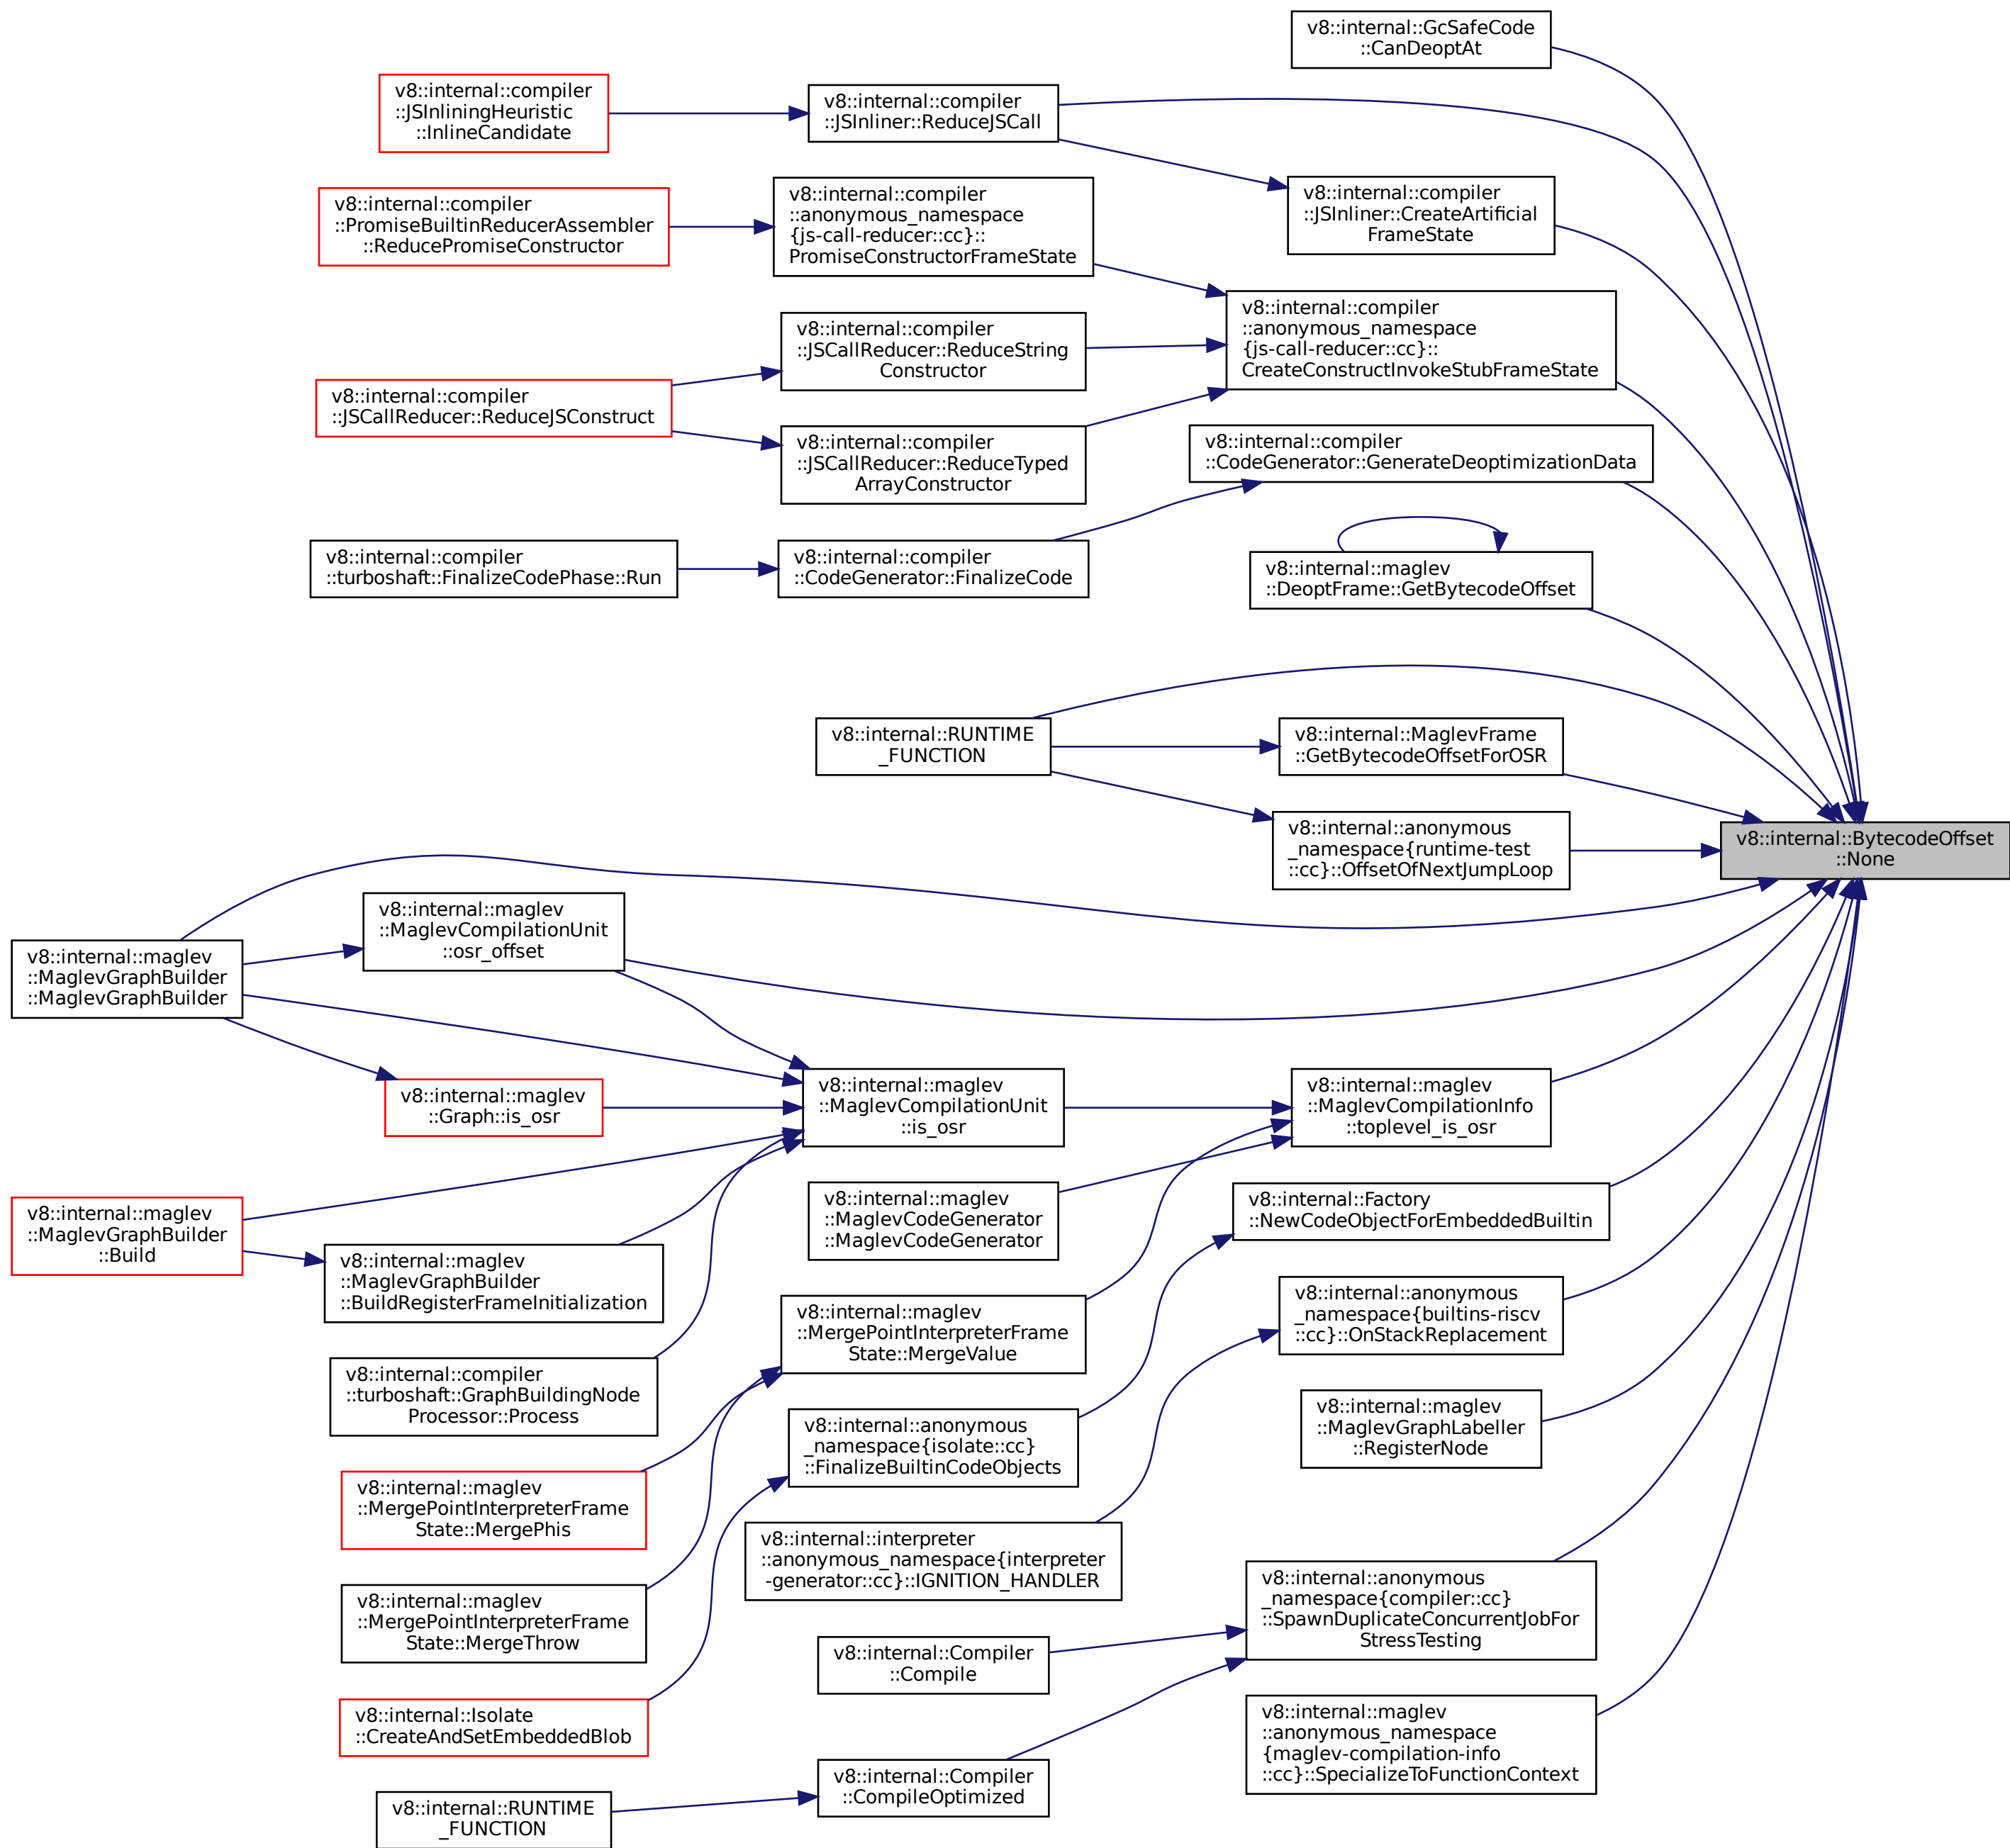 v8::internal::GcSafeCode
::CanDeoptAt
v8::internal::compiler
::JSInliningHeuristic
::InlineCandidate
v8::internal::compiler
::JSInliner::ReduceJSCall
v8::internal::compiler
::PromiseBuiltinReducerAssembler
::ReducePromiseConstructor
v8::internal::compiler
::anonymous_namespace
{js-call-reducer::cc}::
PromiseConstructorFrameState
v8::internal::compiler
::JSInliner::CreateArtificial
FrameState
v8::internal::compiler
::anonymous_namespace
{js-call-reducer::cc}::
CreateConstructInvokeStubFrameState
v8::internal::compiler
::JSCallReducer::ReduceString
Constructor
v8::internal::compiler
::JSCallReducer::ReduceJSConstruct
v8::internal::compiler
::JSCallReducer::ReduceTyped
ArrayConstructor
v8::internal::compiler
::CodeGenerator::GenerateDeoptimizationData
v8::internal::compiler
::turboshaft::FinalizeCodePhase::Run
v8::internal::compiler
::CodeGenerator::FinalizeCode
v8::internal::maglev
::DeoptFrame::GetBytecodeOffset
v8::internal::RUNTIME
_FUNCTION
v8::internal::MaglevFrame
::GetBytecodeOffsetForOSR
v8::internal::anonymous
_namespace{runtime-test
::cc}::OffsetOfNextJumpLoop
v8::internal::BytecodeOffset
::None
v8::internal::maglev
::MaglevCompilationUnit
::osr_offset
v8::internal::maglev
::MaglevGraphBuilder
::MaglevGraphBuilder
v8::internal::maglev
::Graph::is_osr
v8::internal::maglev
::MaglevCompilationUnit
::is_osr
v8::internal::maglev
::MaglevCompilationInfo
::toplevel_is_osr
v8::internal::maglev
::MaglevGraphBuilder
::Build
v8::internal::maglev
::MaglevGraphBuilder
::BuildRegisterFrameInitialization
v8::internal::maglev
::MaglevCodeGenerator
::MaglevCodeGenerator
v8::internal::Factory
::NewCodeObjectForEmbeddedBuiltin
v8::internal::maglev
::MergePointInterpreterFrame
State::MergeValue
v8::internal::anonymous
_namespace{builtins-riscv
::cc}::OnStackReplacement
v8::internal::compiler
::turboshaft::GraphBuildingNode
Processor::Process
v8::internal::anonymous
_namespace{isolate::cc}
::FinalizeBuiltinCodeObjects
v8::internal::maglev
::MaglevGraphLabeller
::RegisterNode
v8::internal::maglev
::MergePointInterpreterFrame
State::MergePhis
v8::internal::interpreter
::anonymous_namespace{interpreter
-generator::cc}::IGNITION_HANDLER
v8::internal::maglev
::MergePointInterpreterFrame
State::MergeThrow
v8::internal::anonymous
_namespace{compiler::cc}
::SpawnDuplicateConcurrentJobFor
StressTesting
v8::internal::Compiler
::Compile
v8::internal::Isolate
::CreateAndSetEmbeddedBlob
v8::internal::maglev
::anonymous_namespace
{maglev-compilation-info
::cc}::SpecializeToFunctionContext
v8::internal::Compiler
::CompileOptimized
v8::internal::RUNTIME
_FUNCTION